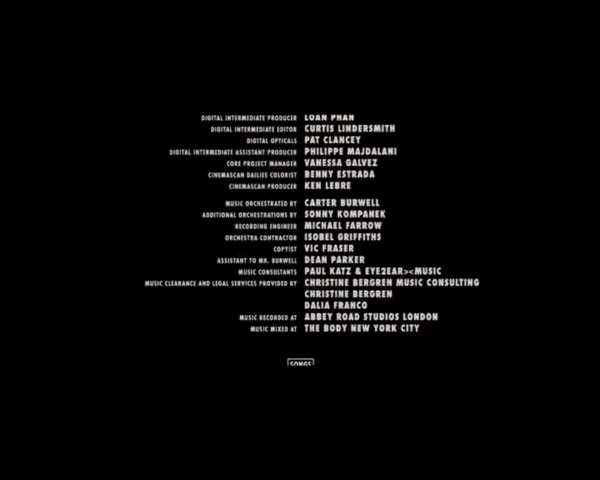 DIGITAL INTERMEDIATE PRODUCER LOAN PHAN
DIGITAL INTERMEDIATE EDITOR CURTIS LINDERSMITH
DIGITAL OPTICALS PAT CLANCEY
DIGITAL INTERMEDIATE ASSISTANT PRODUCER PHILIPPE MAJDALANI
CORE PROJECT MANAGER VANESSA GALVEZ
CINEMASCAN DAILIES COLORIST BENNY ESTRADA
CINEMASCAN PRODUCER KEN LEBRE
MUSIC ORCHESTRATED BY CARTER BURWELL
ADDITIONAL ORCHESTRATIONS BY SONNY KOMPANEK
RECORDING ENGINEER MICHAEL FARROW
ORCHESTRA CONTRACTOR ISOBEL GRIFFITHS
COPYIST VIC FRASER
ASSISTANT TO MR. BURWELL DEAN PARKER
MUSIC CONSULTANTS PAUL KATZ & EYE2EAR><MUSIC
MUSIC CLEARANCE AND LEGAL SERVICES PROVIDED BY CHRISTINE BERGREN MUSIC CONSULTING
CHRISTINE BERGREN
DALIA FRANCO
MUSIC RECORDED AT ABBEY ROAD STUDIOS LONDON
MUSIC MIXED AT THE BODY NEW YORK CITY
SONGS